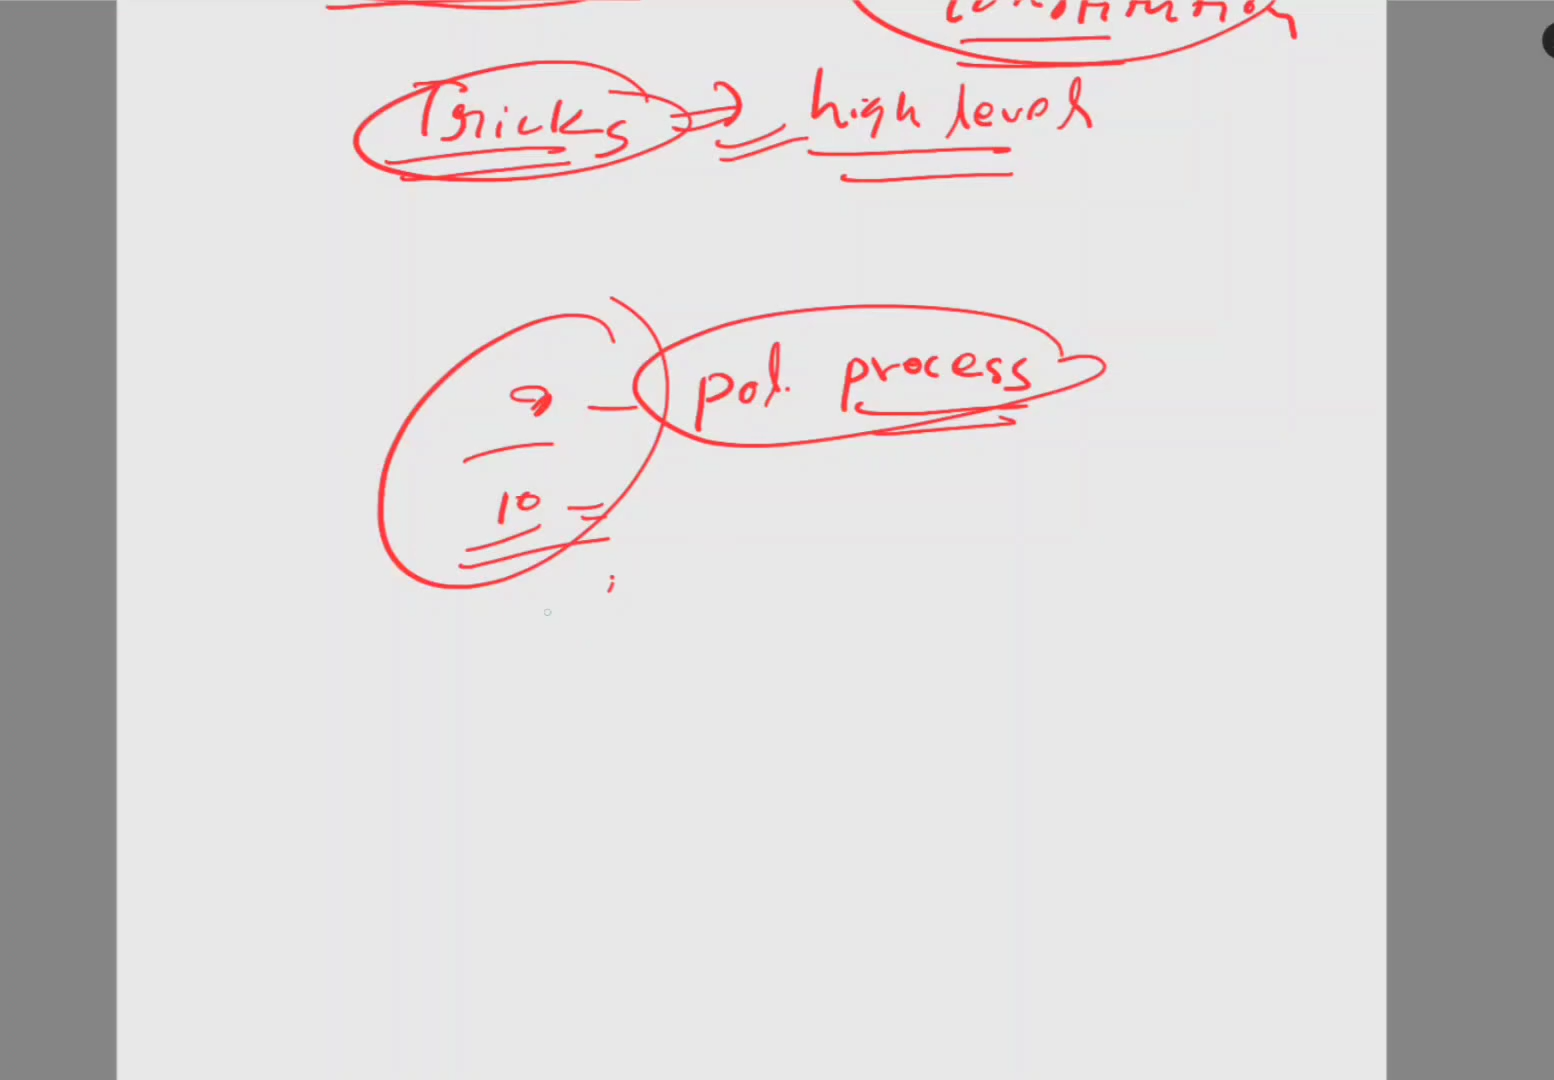 Tricks → high level
9 — pol. process
10 =